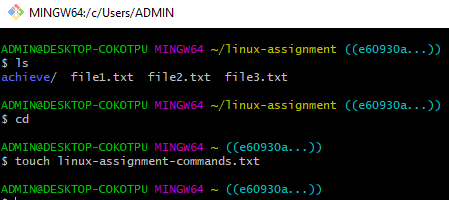 MINGW64:/c/Users/ADMIN
ADMIN@DESKTOP-COKOTPU MINGW64 ~/linux-assignment ((e60930a...))
$ ls
achieve/ file1.txt file2.txt file3.txt
ADMIN@DESKTOP-COKOTPU MINGW64 ~/linux-assignment ((e60930a...))
$ cd
ADMIN@DESKTOP-COKOTPU MINGW64 ~ ((e60930a...))
$ touch linux-assignment-commands.txt
ADMIN@DESKTOP-COKOTPU MINGW64 ~ ((e60930a...))